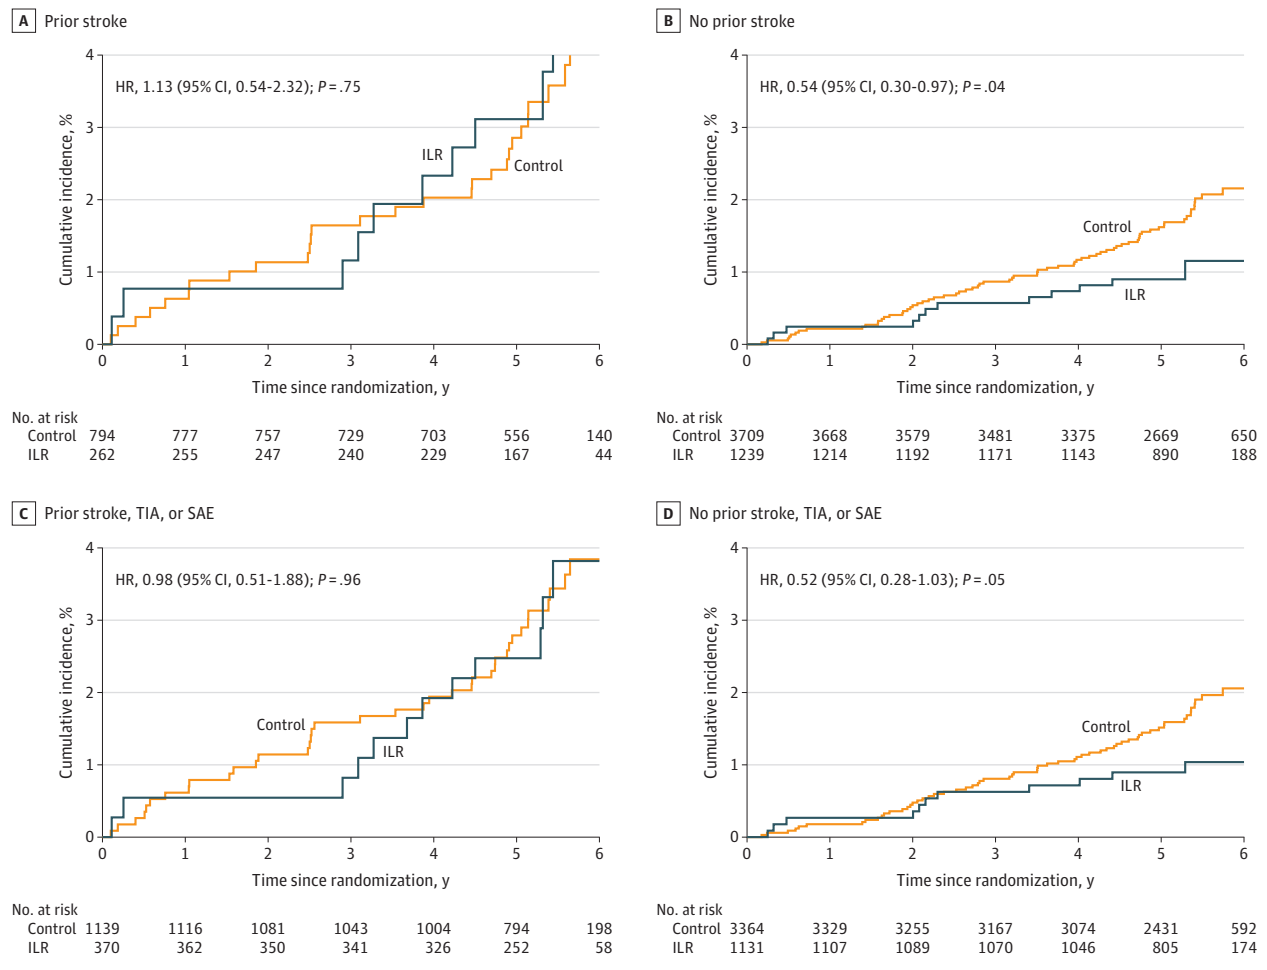 A Prior stroke
4
3
2
1
0
Cumulative incidence, %
HR, 1.13 (95% CI, 0.54-2.32); P = .75
ILR
Control
0 1 2 3 4 5 6
Time since randomization, y
No. at risk
Control 794 777 757 729 703 556 140
ILR 262 255 247 240 229 167 44
B No prior stroke
4
3
2
1
0
Cumulative incidence, %
HR, 0.54 (95% CI, 0.30-0.97); P = .04
Control
ILR
0 1 2 3 4 5 6
Time since randomization, y
No. at risk
Control 3709 3668 3579 3481 3375 2669 650
ILR 1239 1214 1192 1171 1143 890 188
C Prior stroke, TIA, or SAE
4
3
2
1
0
Cumulative incidence, %
HR, 0.98 (95% CI, 0.51-1.88); P = .96
Control
ILR
0 1 2 3 4 5 6
Time since randomization, y
No. at risk
Control 1139 1116 1081 1043 1004 794 198
ILR 370 362 350 341 326 252 58
D No prior stroke, TIA, or SAE
4
3
2
1
0
Cumulative incidence, %
HR, 0.52 (95% CI, 0.28-1.03); P = .05
Control
ILR
0 1 2 3 4 5 6
Time since randomization, y
No. at risk
Control 3364 3329 3255 3167 3074 2431 592
ILR 1131 1107 1089 1070 1046 805 174